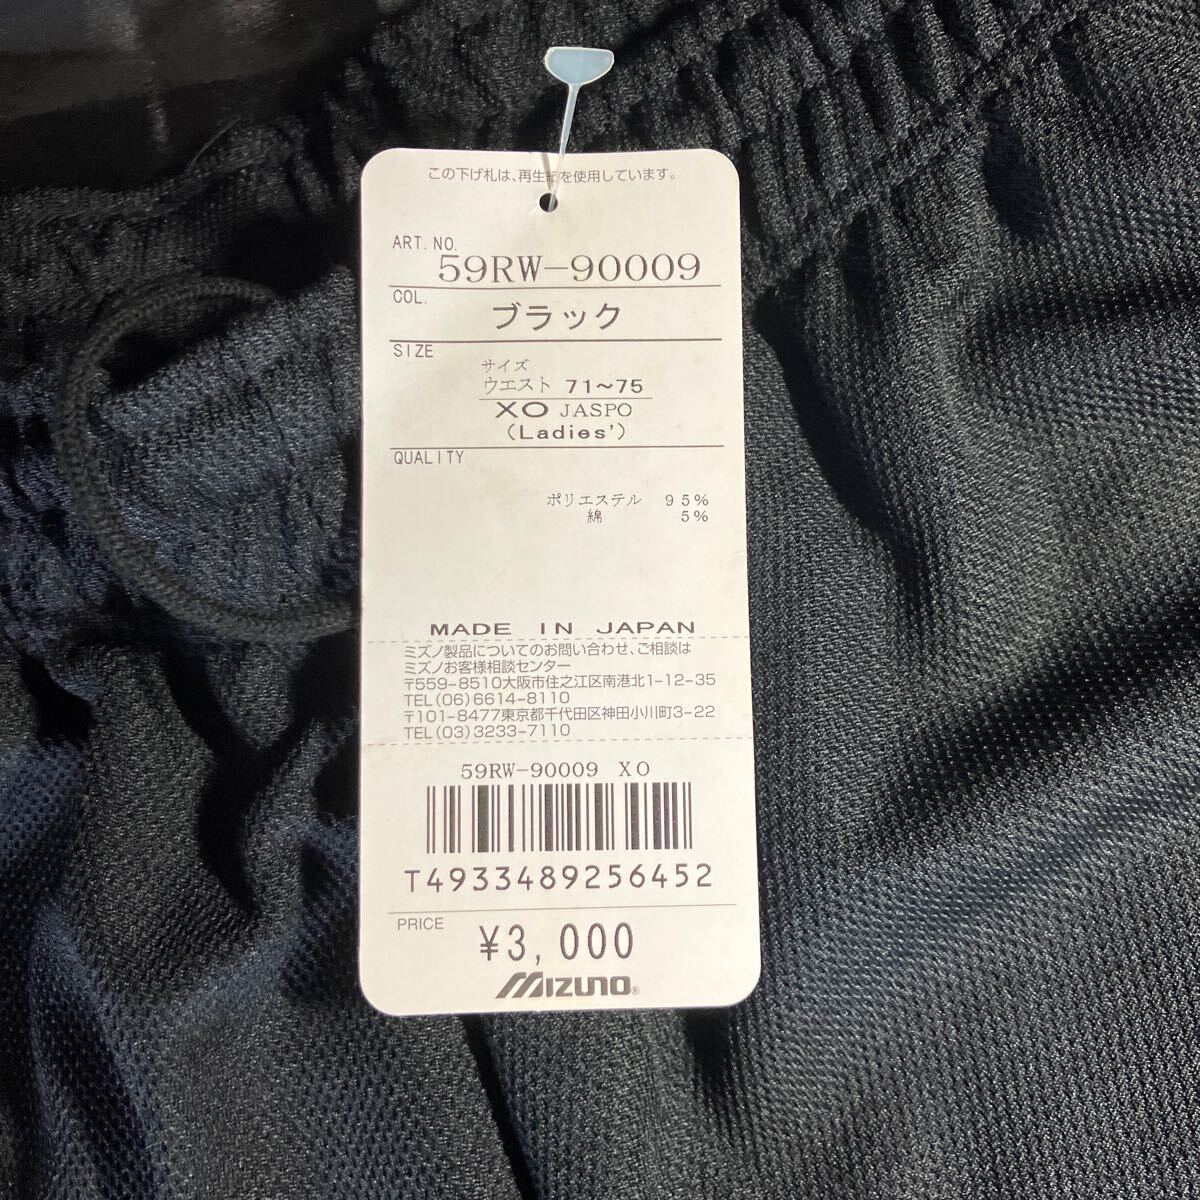 この下げ札は、再生紙を使用しています。
ART. NO.
59RW-90009
COL.
ブラック
SIZE
サイズ
ウエスト 71~75
XO JASPO
(Ladies')
QUALITY
ポリエステル 95%
綿 5%
MADE IN JAPAN
ミズノ製品についてのお問い合わせ、ご相談は
ミズノお客様相談センター
〒559-8510大阪市住之江区南港北1-12-35
TEL(06)6614-8110
〒101-8477東京都千代田区神田小川町3-22
TEL(03)3233-7110
59RW-90009 XO
T4933489256452
PRICE
¥3,000
MIZUNO®